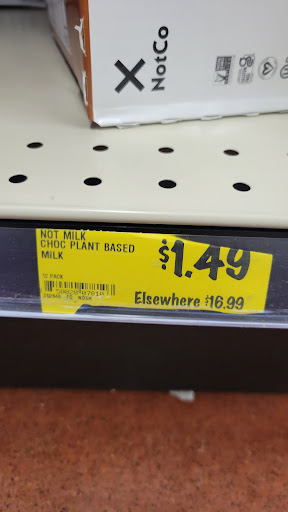 NotCo
NOT MILK
CHOC PLANT BASED
MILK
$1.49
12 PACK
Elsewhere $16.99